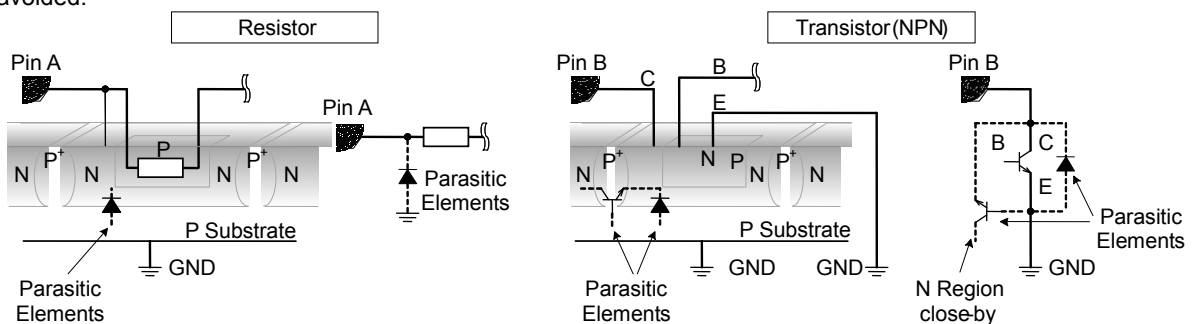 avoided.
Resistor
Transistor (NPN)
Pin A
Pin A
P
N
P+
N
N
P+
N
Parasitic
Elements
P Substrate
GND
Parasitic
Elements
Pin B
C
B
E
N
P+
N
N
P
P+
N
P Substrate
GND
GND
Parasitic
Elements
Pin B
B
C
E
Parasitic
Elements
GND
N Region
close-by